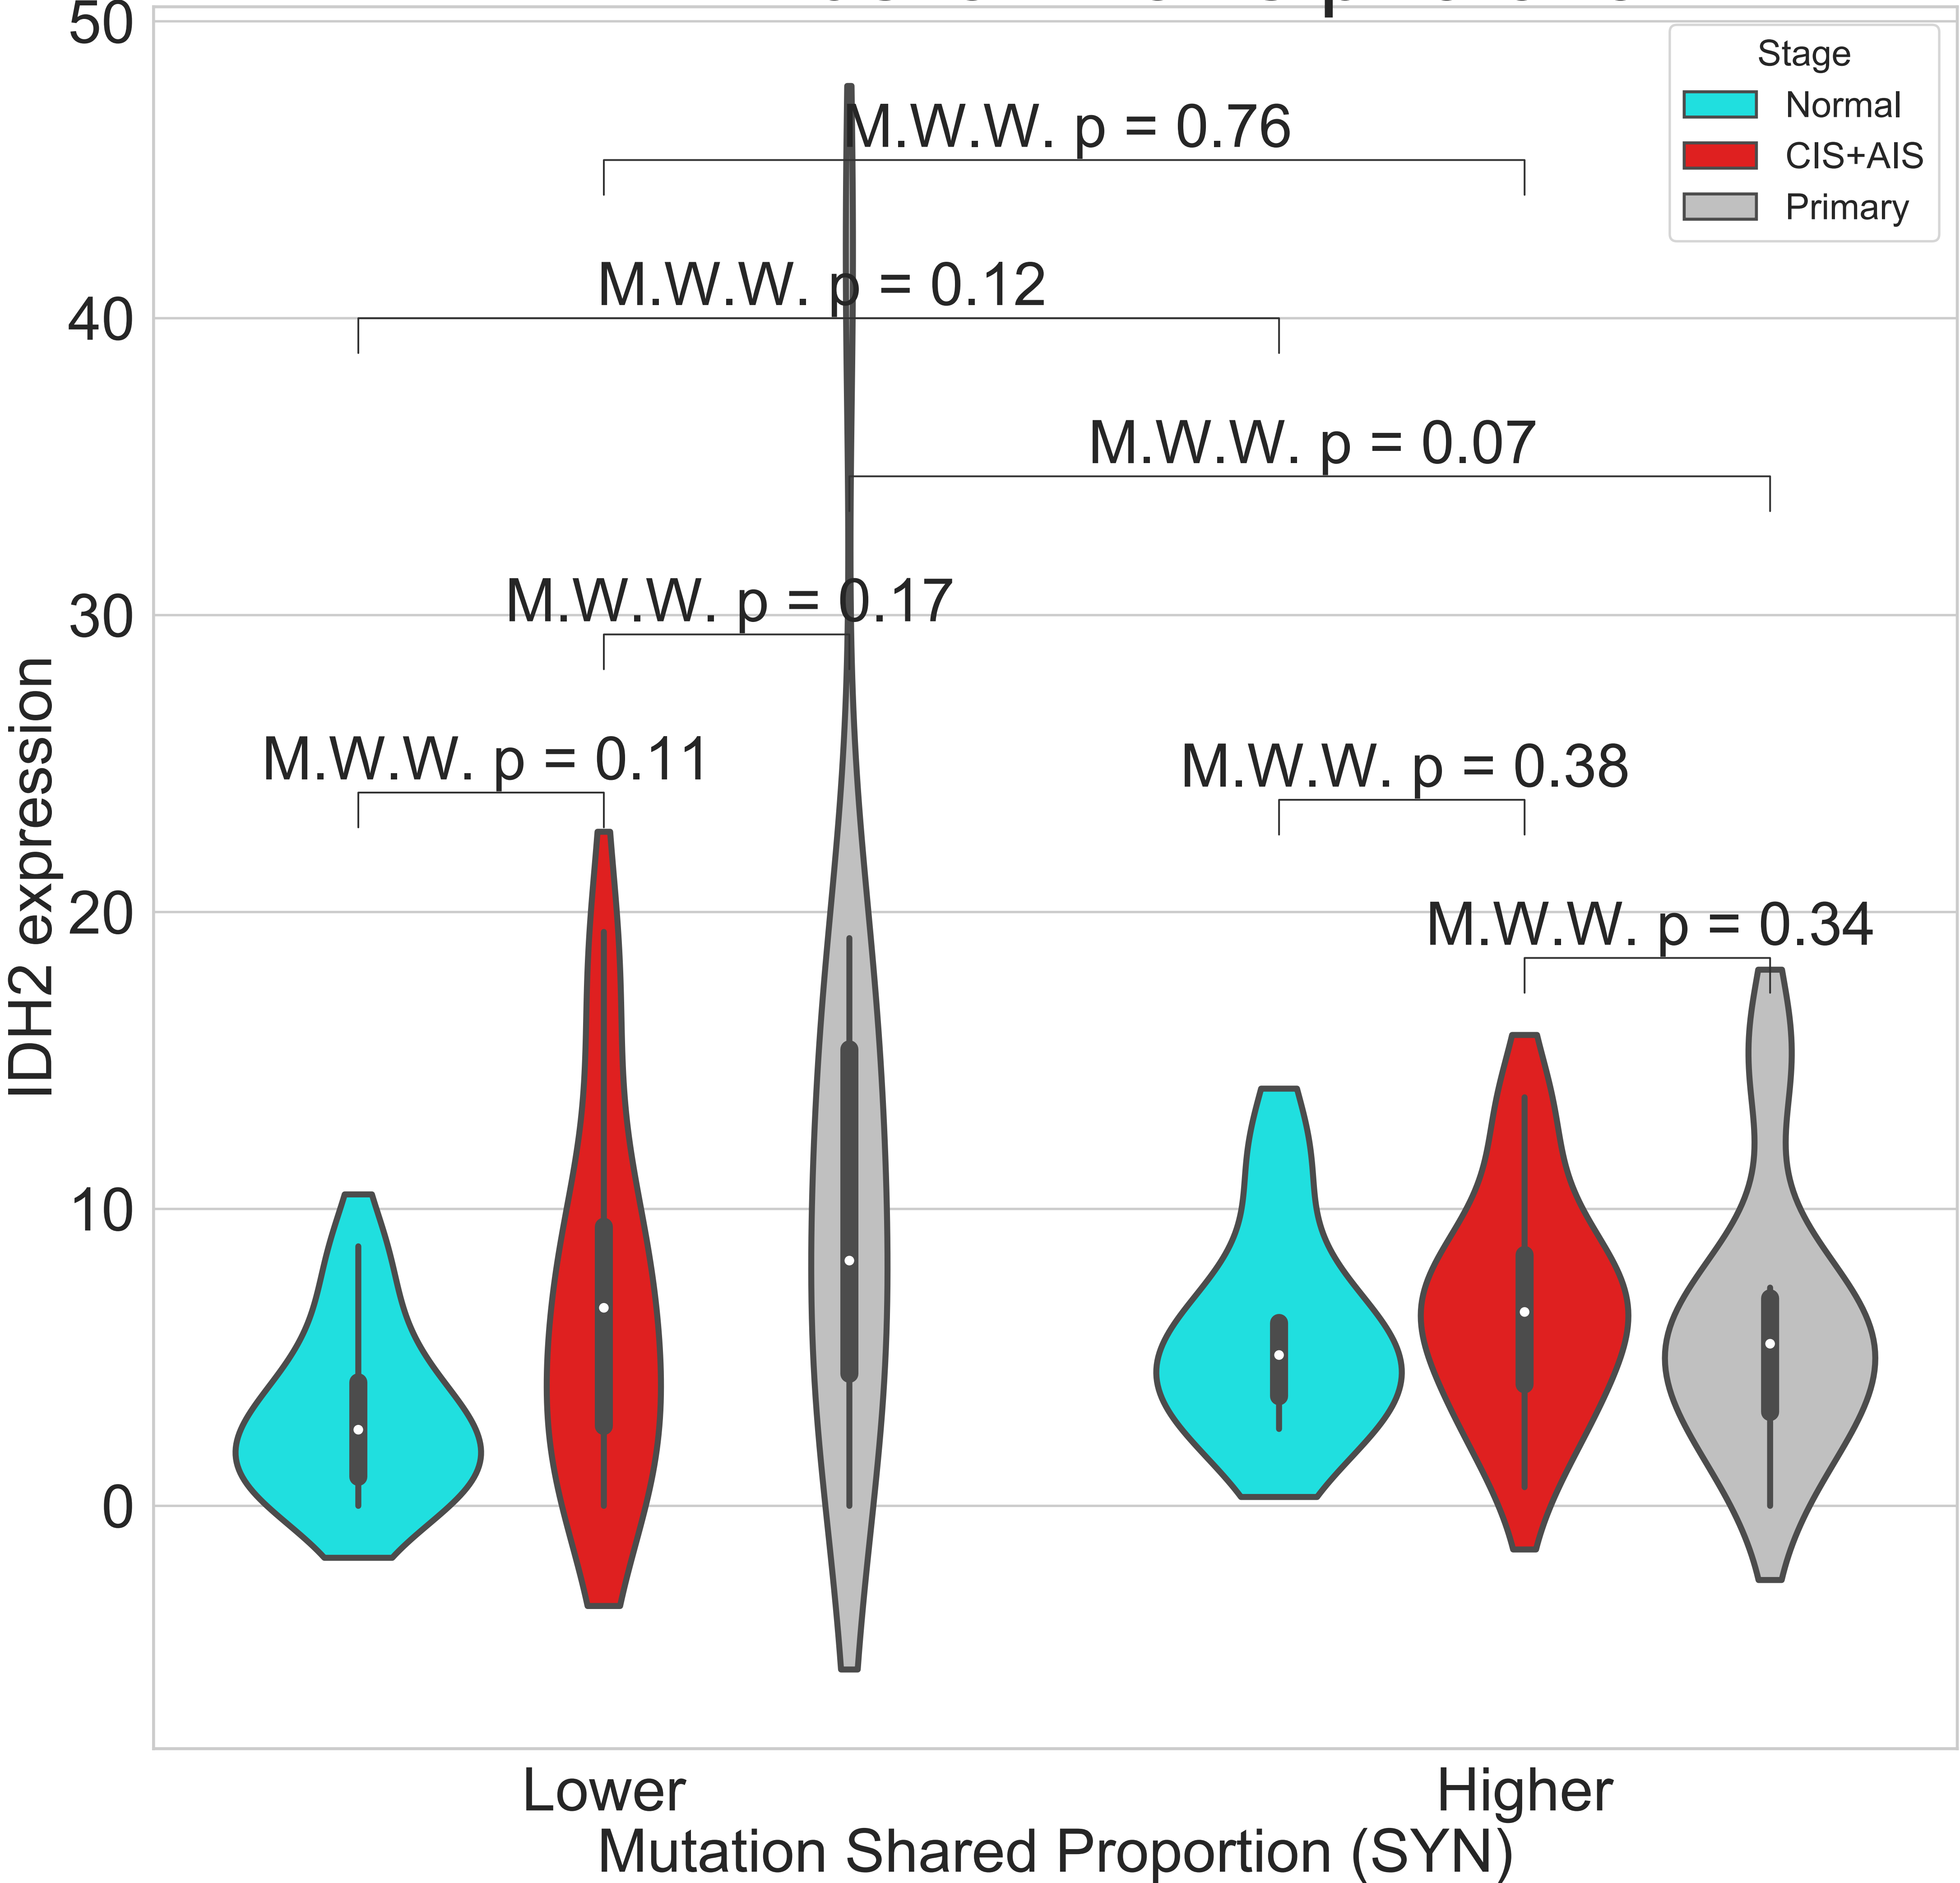 50
40
30
20
10
0
IDH2 expression
Stage
Normal
CIS+AIS
Primary
M.W.W. p = 0.76
M.W.W. p = 0.12
M.W.W. p = 0.07
M.W.W. p = 0.17
M.W.W. p = 0.11
M.W.W. p = 0.38
M.W.W. p = 0.34
Lower
Higher
Mutation Shared Proportion (SYN)